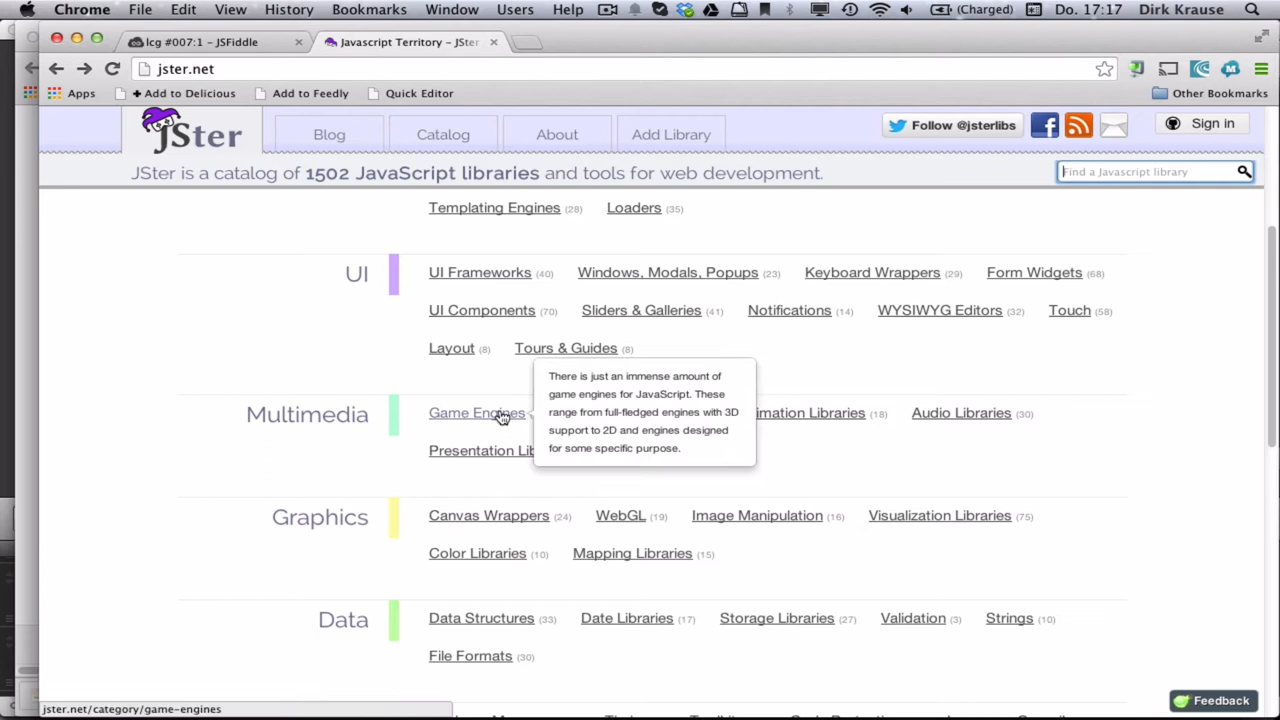 Chrome File Edit View History Bookmarks Window Users Help (Charged) Do. 17:17 Dirk Krause
lcg #007:1 - JSFiddle Javascript Territory - JSter
jster.net
Apps + Add to Delicious Add to Feedly Quick Editor Other Bookmarks
JSter Blog Catalog About Add Library Follow @jsterlibs Sign in
JSter is a catalog of 1502 JavaScript libraries and tools for web development. Find a Javascript library
Templating Engines (28) Loaders (35)
UI UI Frameworks (40) Windows, Modals, Popups (23) Keyboard Wrappers (29) Form Widgets (68)
UI Components (70) Sliders & Galleries (41) Notifications (14) WYSIWYG Editors (32) Touch (58)
Layout (8) Tours & Guides (8)
There is just an immense amount of
game engines for JavaScript. These
range from full-fledged engines with 3D
support to 2D and engines designed
for some specific purpose.
Multimedia Game Engines imation Libraries (18) Audio Libraries (30)
Presentation Lib
Graphics Canvas Wrappers (24) WebGL (19) Image Manipulation (16) Visualization Libraries (75)
Color Libraries (10) Mapping Libraries (15)
Data Data Structures (33) Date Libraries (17) Storage Libraries (27) Validation (3) Strings (10)
File Formats (30)
jster.net/category/game-engines
Feedback